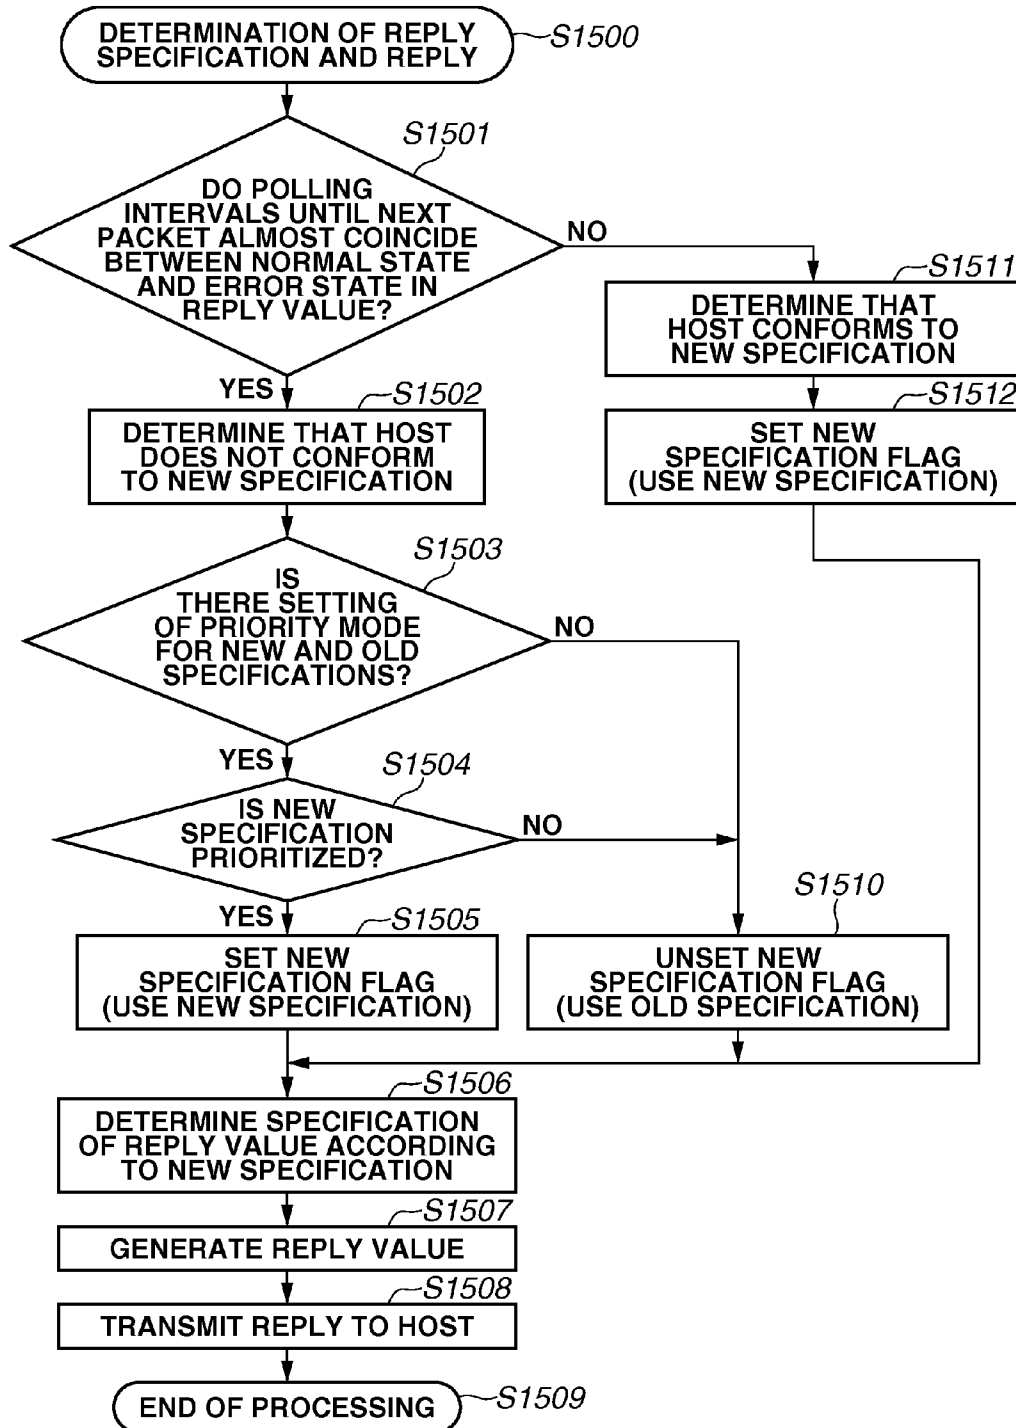 DETERMINATION OF REPLY
SPECIFICATION AND REPLY
S1500
S1501
DO POLLING
INTERVALS UNTIL NEXT
PACKET ALMOST COINCIDE
BETWEEN NORMAL STATE
AND ERROR STATE IN
REPLY VALUE?
NO
S1511
DETERMINE THAT
HOST CONFORMS TO
NEW SPECIFICATION
YES
S1502
S1512
DETERMINE THAT HOST
DOES NOT CONFORM
TO NEW SPECIFICATION
SET NEW
SPECIFICATION FLAG
(USE NEW SPECIFICATION)
S1503
IS
THERE SETTING
OF PRIORITY MODE
FOR NEW AND OLD
SPECIFICATIONS?
NO
YES
S1504
IS NEW
SPECIFICATION
PRIORITIZED?
NO
YES
S1505
S1510
SET NEW
SPECIFICATION FLAG
(USE NEW SPECIFICATION)
UNSET NEW
SPECIFICATION FLAG
(USE OLD SPECIFICATION)
S1506
DETERMINE SPECIFICATION
OF REPLY VALUE ACCORDING
TO NEW SPECIFICATION
S1507
GENERATE REPLY VALUE
S1508
TRANSMIT REPLY TO HOST
END OF PROCESSING
S1509